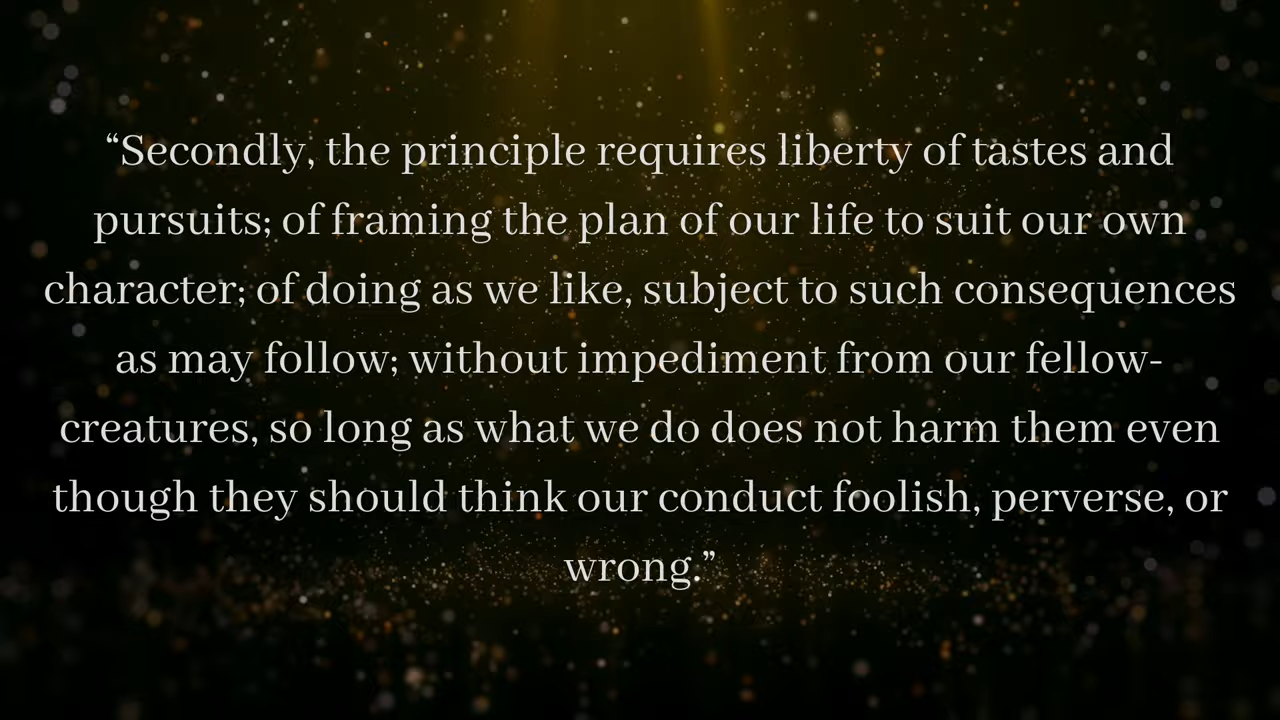 “Secondly, the principle requires liberty of tastes and
pursuits; of framing the plan of our life to suit our own
character; of doing as we like, subject to such consequences
as may follow; without impediment from our fellow-
creatures, so long as what we do does not harm them even
though they should think our conduct foolish, perverse, or
wrong.”